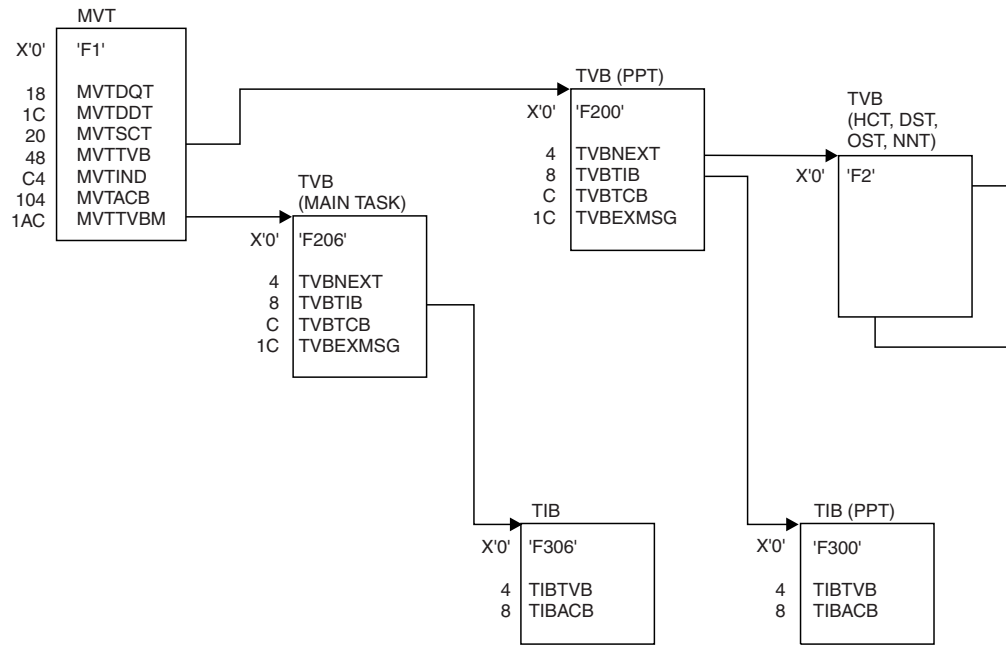 MVT
X'0' 'F1'
18 MVTDQT
1C MVTDDT
20 MVTSCT
48 MVTTVB
C4 MVTIND
104 MVTACB
1AC MVTTVBM
TVB
(MAIN TASK)
X'0' 'F206'
4 TVBNEXT
8 TVBTIB
C TVBTCB
1C TVBEXMSG
TVB (PPT)
X'0' 'F200'
4 TVBNEXT
8 TVBTIB
C TVBTCB
1C TVBEXMSG
TVB
(HCT, DST,
OST, NNT)
X'0' 'F2'
TIB
X'0' 'F306'
4 TIBTVB
8 TIBACB
TIB (PPT)
X'0' 'F300'
4 TIBTVB
8 TIBACB